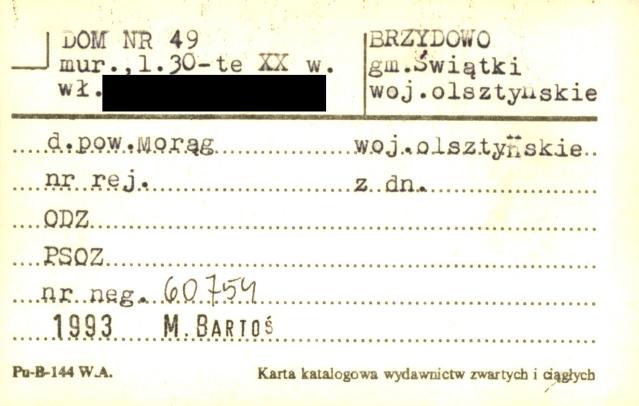 DOM NR 49
mur.,l.30-te XX w.
wł.
BRZYDOWO
gm.Świątki
woj.olsztyńskie
d.pow.Morąg woj.olsztyńskie
nr rej. z dn.
ODZ
PSOZ
nr neg. 60754
1993 M.BARTOŚ
Pu-B-144 W.A. Karta katalogowa wydawnictw zwartych i ciągłych